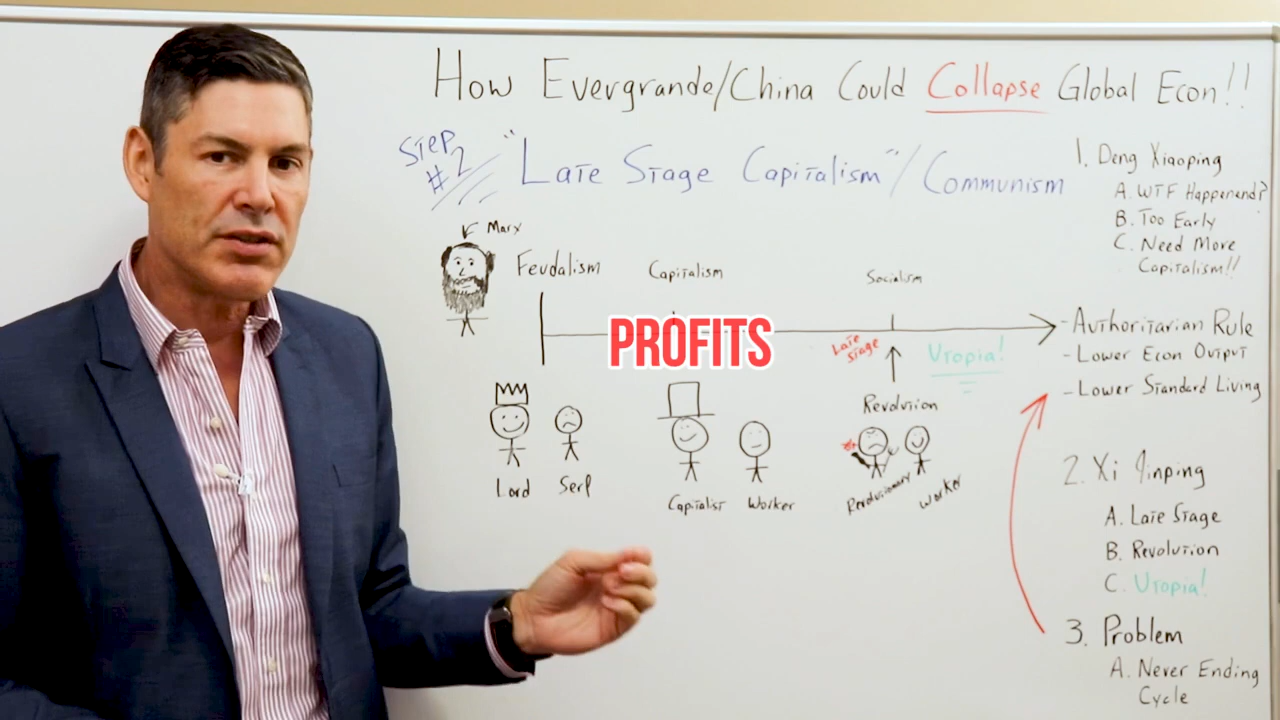 How Evergrande/China Could Collapse Global Econ!!
STEP #2
"Late Stage Capitalism"/Communism
Marx
Feudalism
Capitalism
Socialism
PROFITS
Late Stage
Utopia!
Revolution
Lord
Serf
Capitalist
Worker
Revolutionary
Worker
1. Deng Xiaoping
A. WTF Happenend?
B. Too Early
C. Need More
Capitalism!!
-Authoritarian Rule
-Lower Econ Output
-Lower Standard Living
2. Xi Jinping
A. Late Stage
B. Revolution
C. Utopia!
3. Problem
A. Never Ending
Cycle